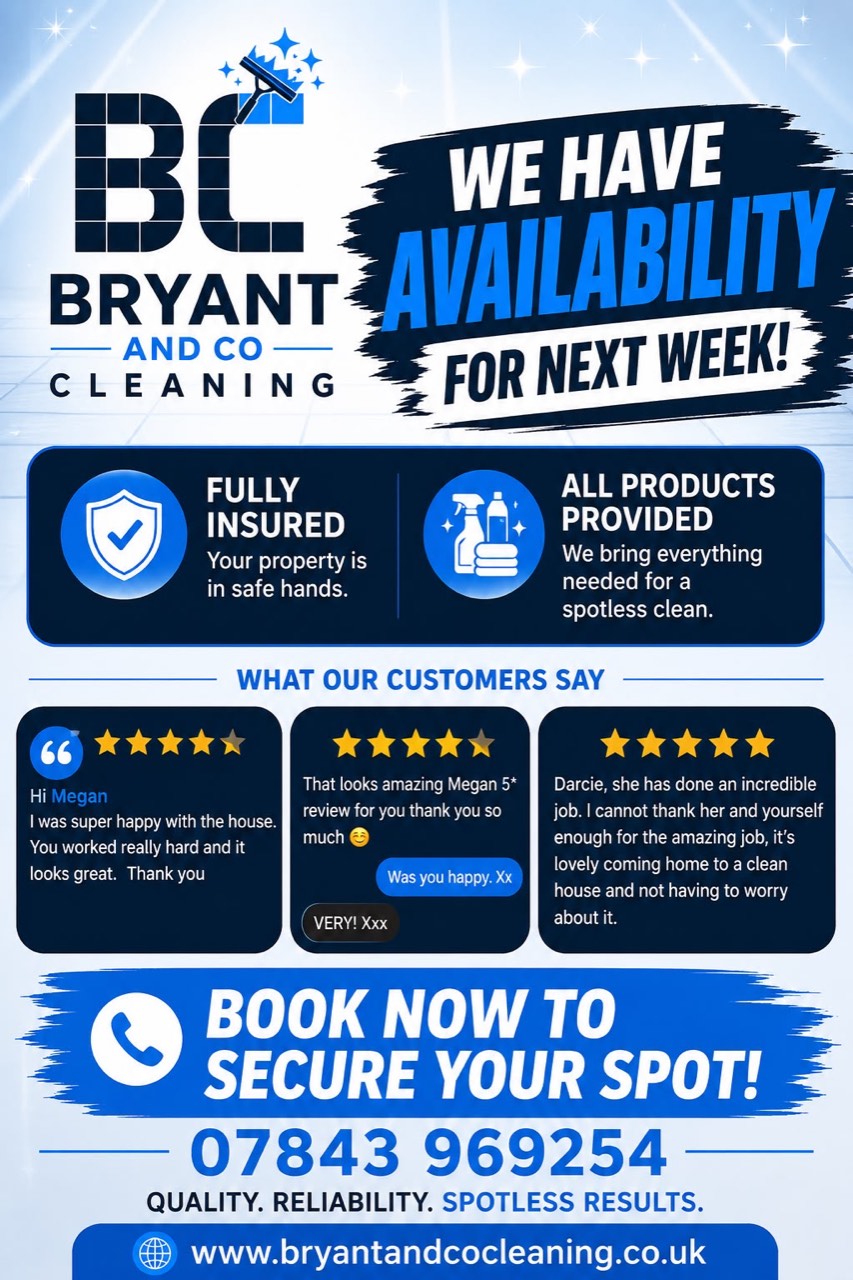 BC
BRYANT
AND CO
CLEANING
WE HAVE
AVAILABILITY
FOR NEXT WEEK!
FULLY
INSURED
Your property is
in safe hands.
ALL PRODUCTS
PROVIDED
We bring everything
needed for a
spotless clean.
WHAT OUR CUSTOMERS SAY
Hi Megan
I was super happy with the house.
You worked really hard and it
looks great. Thank you
That looks amazing Megan 5*
review for you thank you so
much 😊
Was you happy. Xx
VERY! Xxx
Darcie, she has done an incredible
job. I cannot thank her and yourself
enough for the amazing job, it's
lovely coming home to a clean
house and not having to worry
about it.
BOOK NOW TO
SECURE YOUR SPOT!
07843 969254
QUALITY. RELIABILITY. SPOTLESS RESULTS.
www.bryantandcocleaning.co.uk